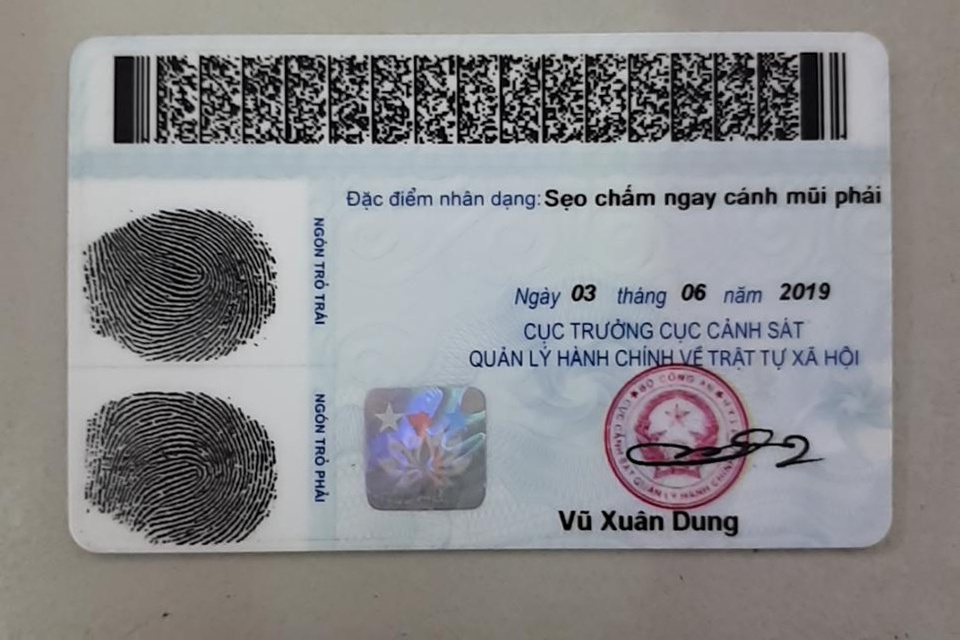 Đặc điểm nhân dạng: Sẹo chấm ngay cánh mũi phải
NGÓN TRỎ TRÁI
Ngày 03 tháng 06 năm 2019
CỤC TRƯỞNG CỤC CẢNH SÁT
QUẢN LÝ HÀNH CHÍNH VỀ TRẬT TỰ XÃ HỘI
NGÓN TRỎ PHẢI
BỘ CÔNG AN
CỤC CẢNH SÁT QUẢN LÝ HÀNH CHÍNH
Vũ Xuân Dung